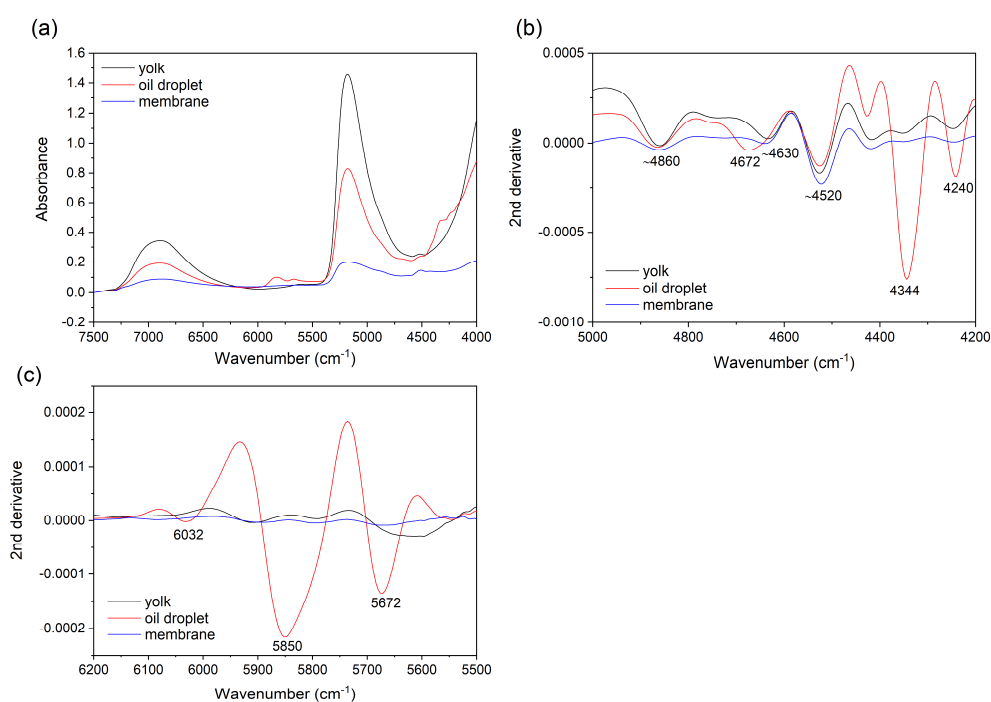 (a)
1.6
1.4
1.2
1.0
0.8
0.6
0.4
0.2
0.0
-0.2
Absorbance
yolk
oil droplet
membrane
7500 7000 6500 6000 5500 5000 4500 4000
Wavenumber (cm-1)
(b)
0.0005
0.0000
-0.0005
-0.0010
2nd derivative
~4860
4672
~4630
~4520
4344
4240
yolk
oil droplet
membrane
5000 4800 4600 4400 4200
Wavenumber (cm-1)
(c)
0.0002
0.0001
0.0000
-0.0001
-0.0002
2nd derivative
6032
5850
5672
yolk
oil droplet
membrane
6200 6100 6000 5900 5800 5700 5600 5500
Wavenumber (cm-1)